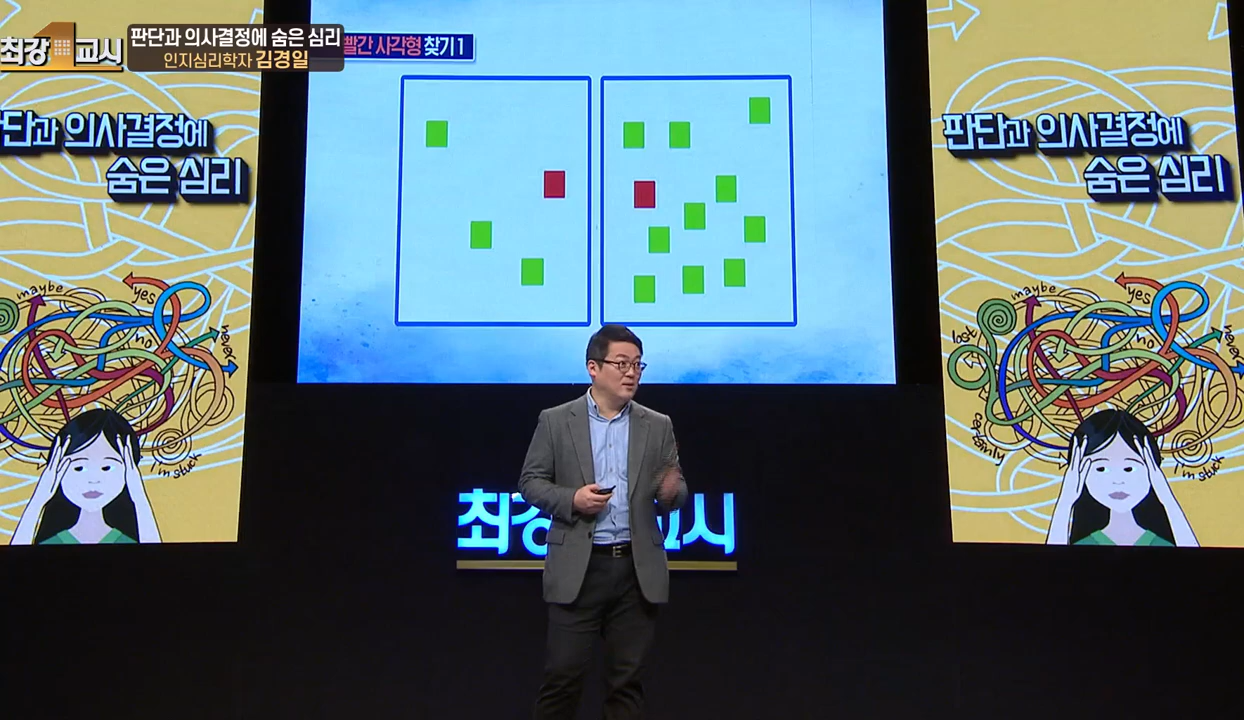 최강1교시
판단과 의사결정에 숨은 심리
인지심리학자 김경일
빨간 사각형 찾기 1
판단과 의사결정에
숨은 심리
maybe
yes
no
never
I'm stuck
판단과 의사결정에
숨은 심리
maybe
yes
lost
no
never
certainly
I'm stuck
최강
교시